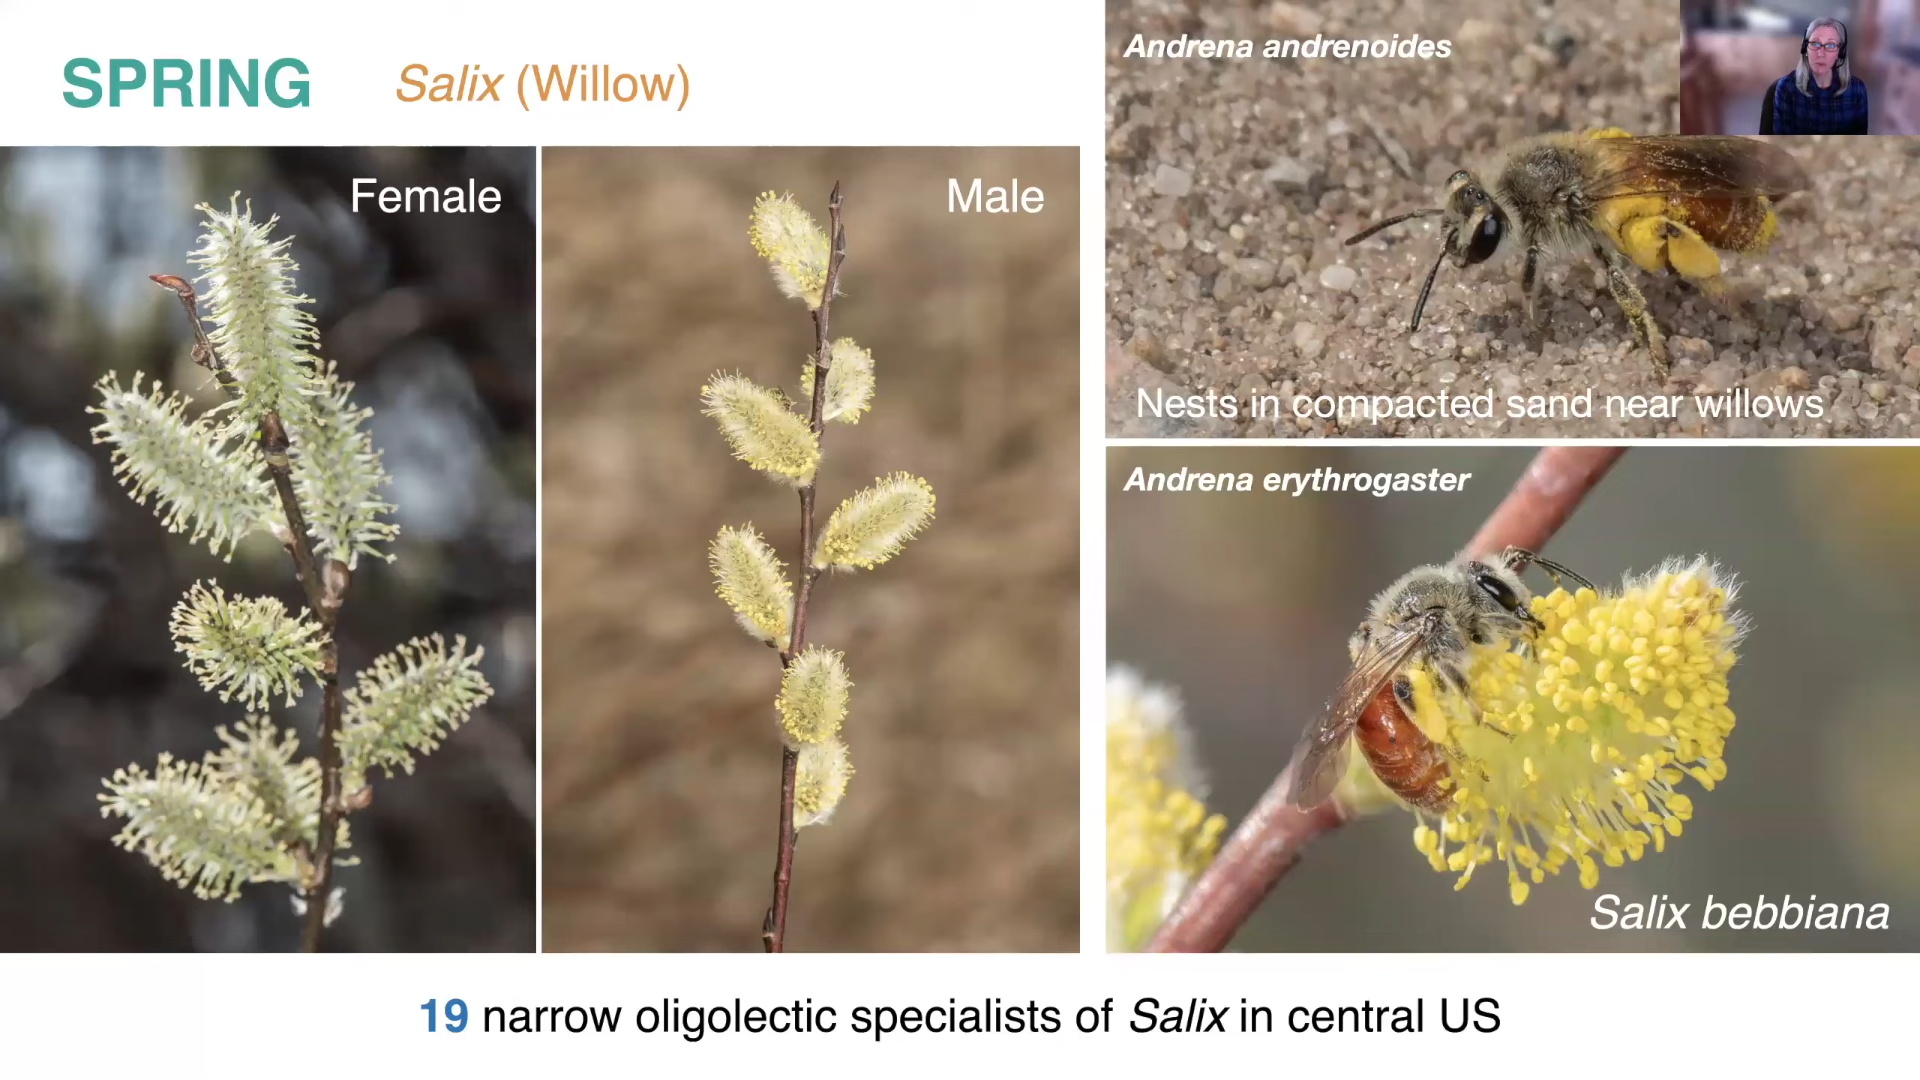 SPRING
Salix (Willow)
Female
Male
Andrena andrenoides
Nests in compacted sand near willows
Andrena erythrogaster
Salix bebbiana
19 narrow oligolectic specialists of Salix in central US